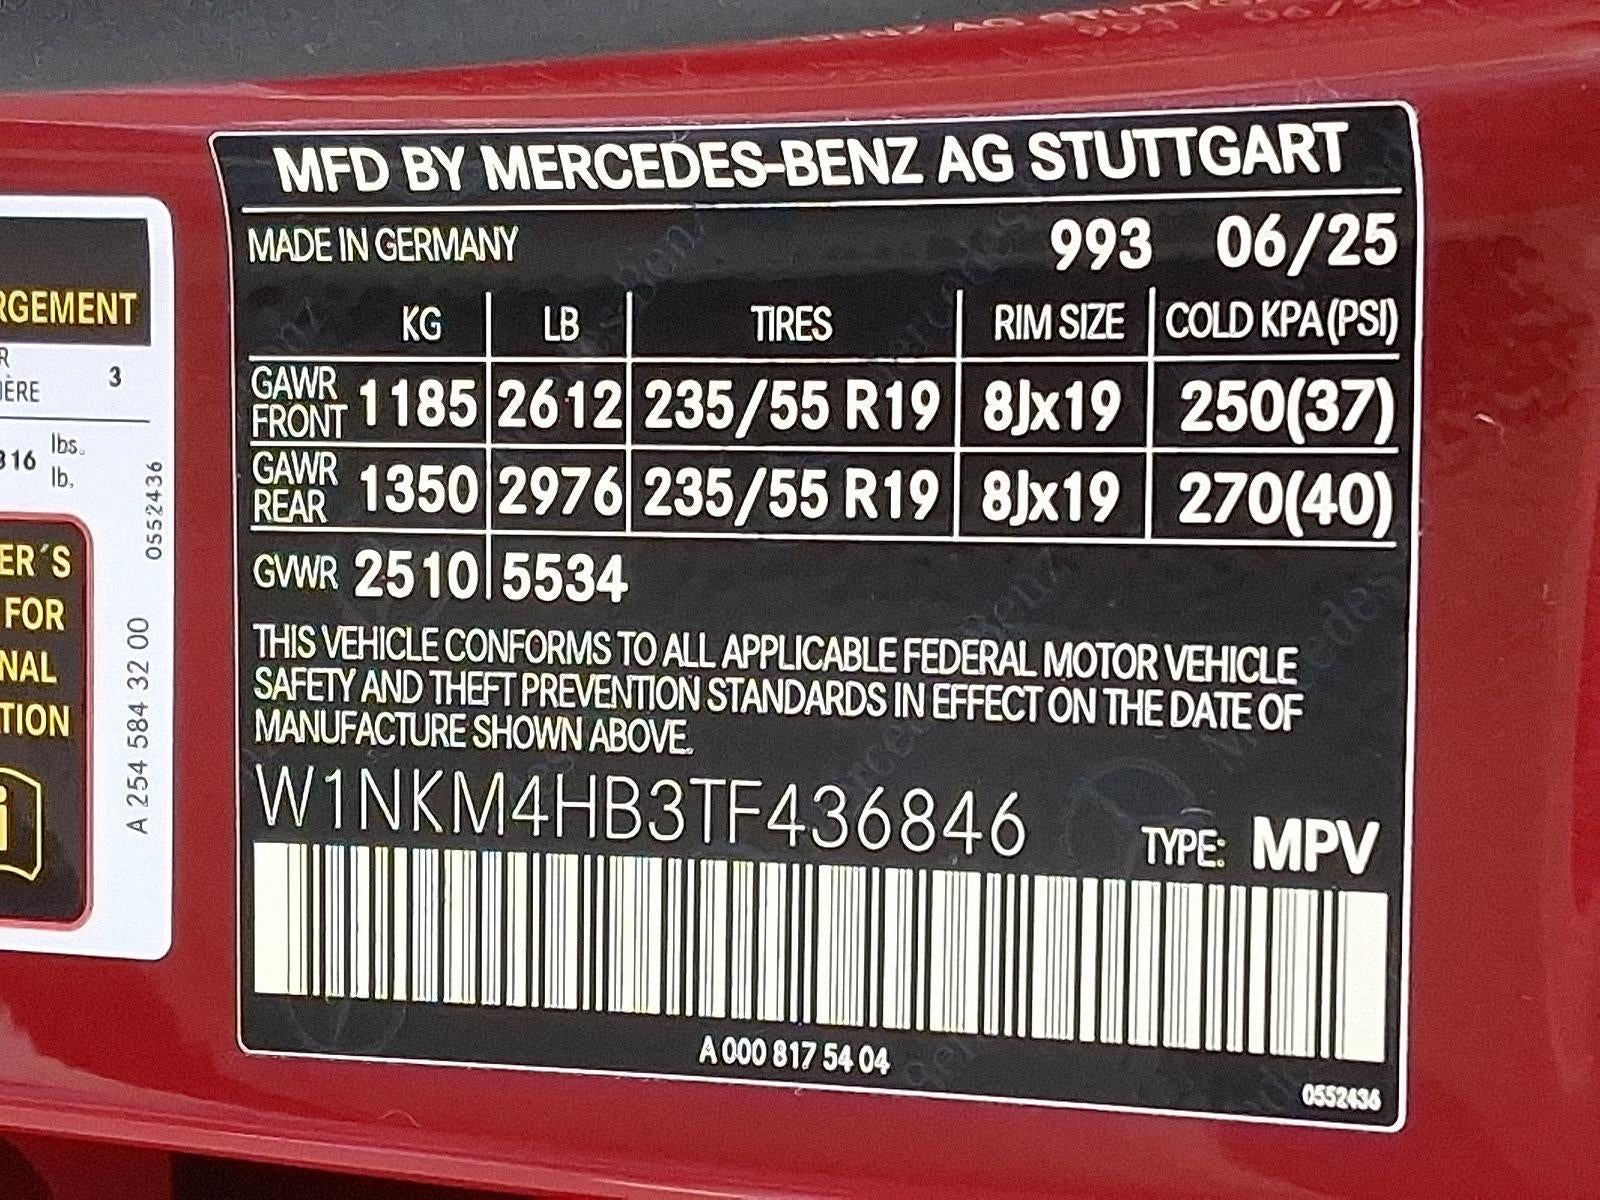 RGEMENT
R
IÈRE 3
316 lbs.
lb.
0552436
ER´S
FOR
NAL
TION
A 254 584 32 00
MFD BY MERCEDES-BENZ AG STUTTGART
MADE IN GERMANY 993 06/25
KG LB TIRES RIM SIZE COLD KPA(PSI)
GAWR FRONT 1185 2612 235/55 R19 8Jx19 250(37)
GAWR REAR 1350 2976 235/55 R19 8Jx19 270(40)
GVWR 2510 5534
THIS VEHICLE CONFORMS TO ALL APPLICABLE FEDERAL MOTOR VEHICLE
SAFETY AND THEFT PREVENTION STANDARDS IN EFFECT ON THE DATE OF
MANUFACTURE SHOWN ABOVE.
W1NKM4HB3TF436846 TYPE: MPV
A 000 817 54 04
0552436